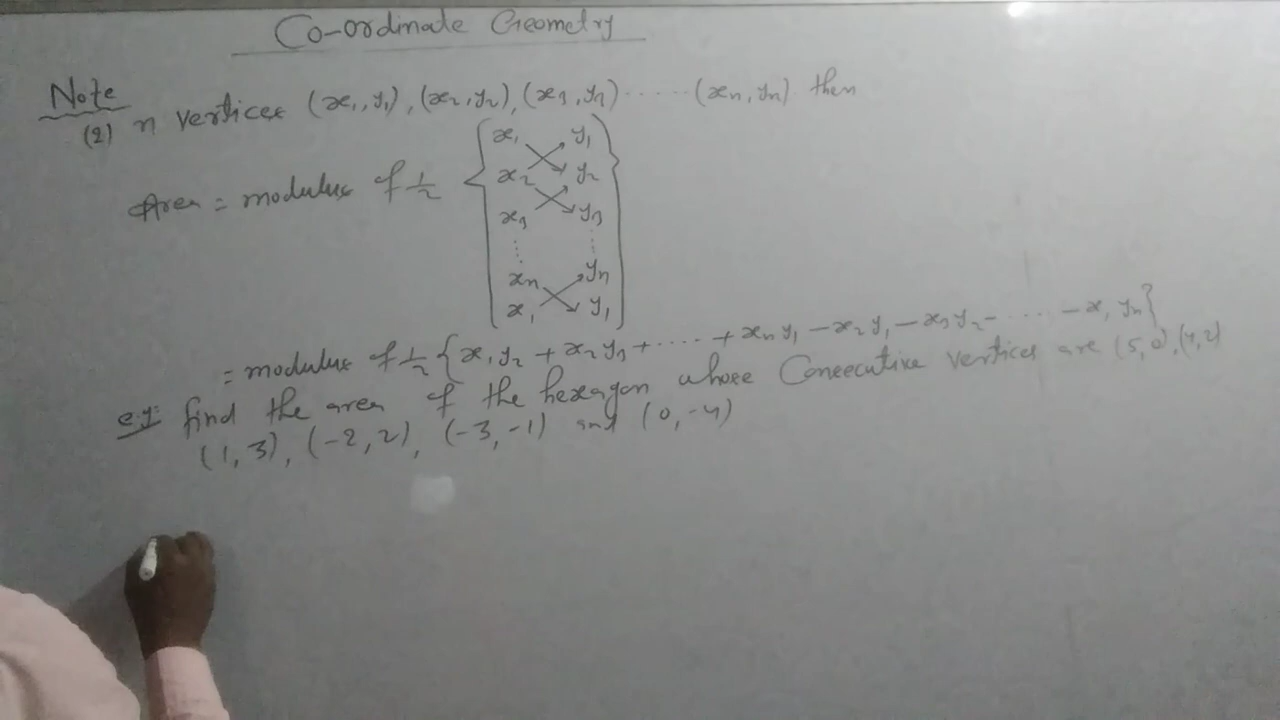 Co-ordinate Geometry
Note
(2) n vertices (x₁, y₁), (x₂, y₂), (x₃, y₃) ...... (xₙ, yₙ) then
Area = modulus of 1/2 {
x₁ y₁
x₂ y₂
x₃ y₃
⋮ ⋮
xₙ yₙ
x₁ y₁
}
= modulus of 1/2 {x₁y₂ + x₂y₃ + ..... + xₙy₁ - x₂y₁ - x₃y₂ - ..... - x₁yₙ}
e.g: find the area of the hexagon whose Consecutive vertices are (5,0), (4,2)
(1,3), (-2,2), (-3,-1) and (0,-4)